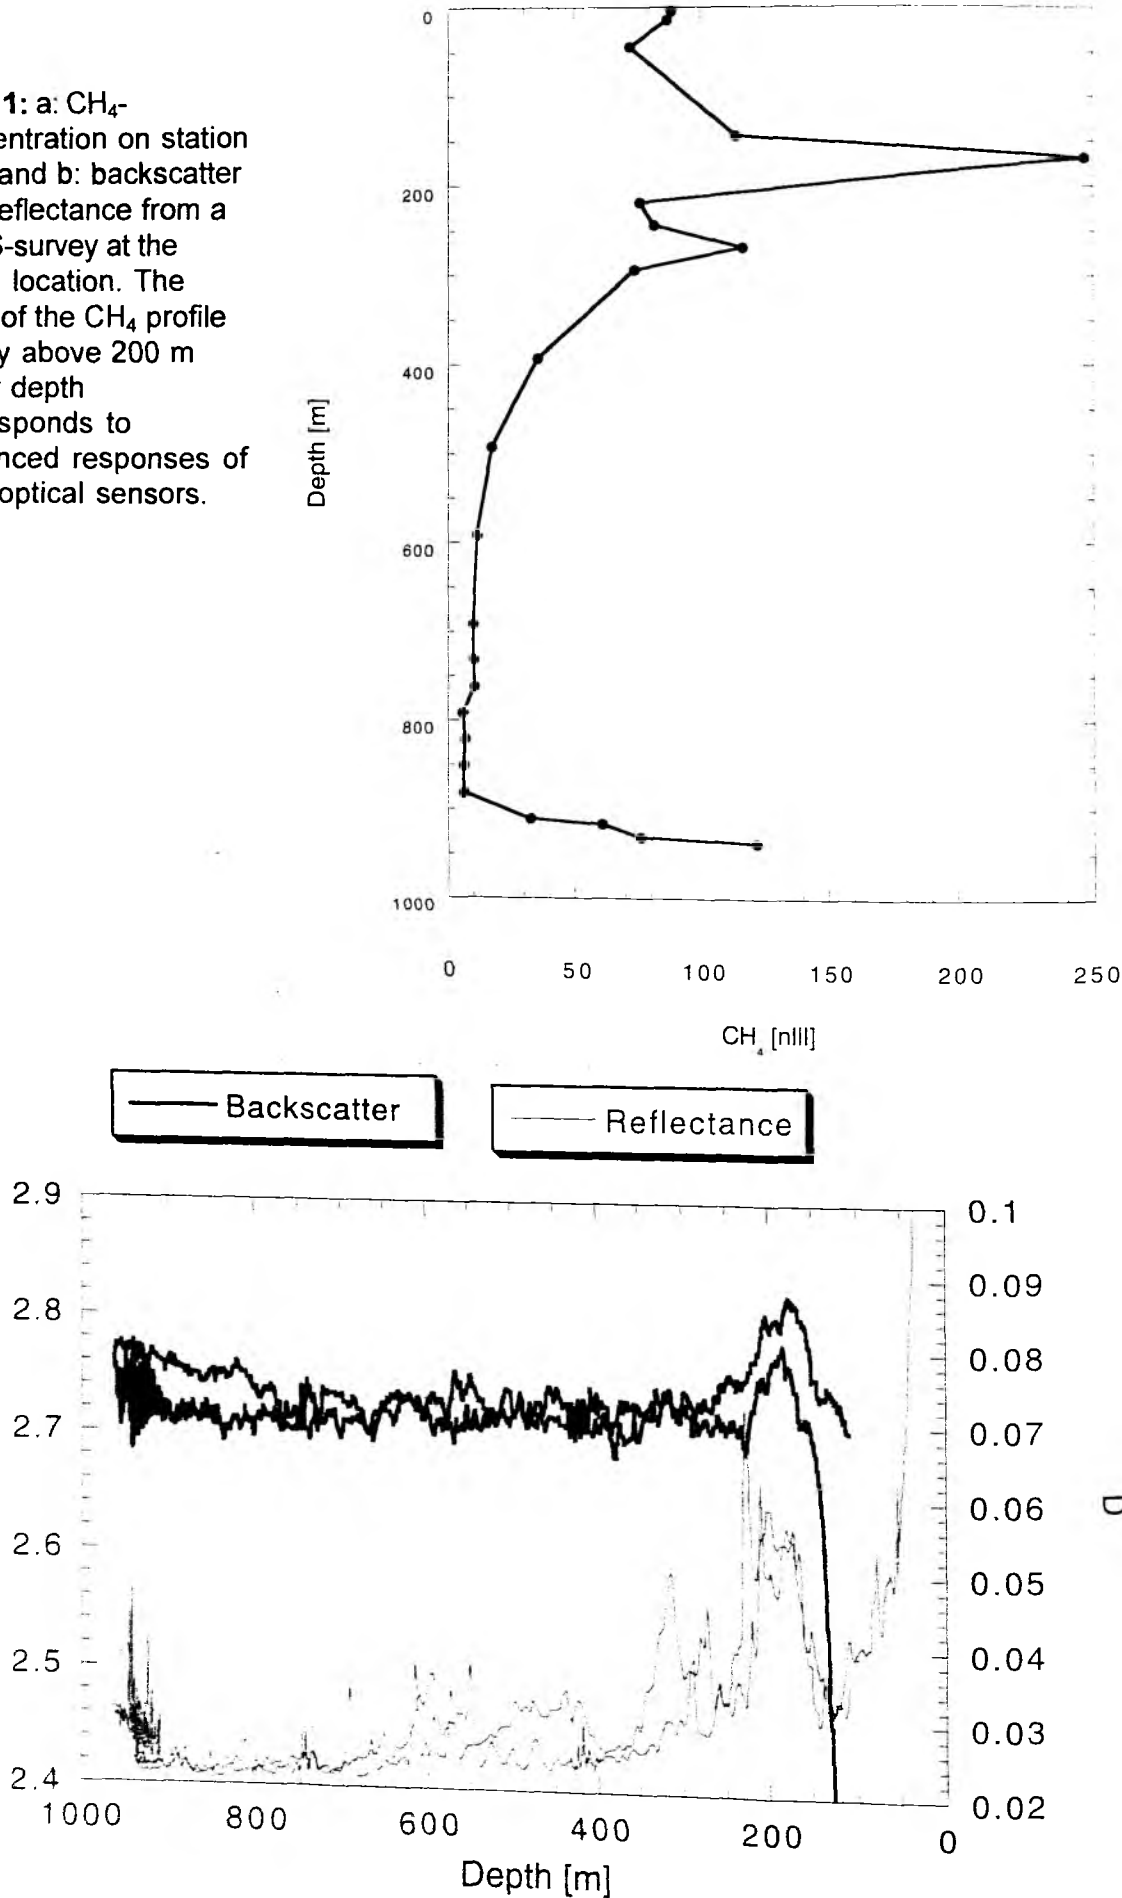 1: a: CH₄-
entration on station
and b: backscatter
eflectance from a
S-survey at the
location. The
of the CH₄ profile
y above 200 m
depth
sponds to
nced responses of
optical sensors.
0
200
400
600
800
1000
Depth [m]
0 50 100 150 200 250
CH₄ [nlll]
Backscatter
Reflectance
2.9
2.8
2.7
2.6
2.5
2.4
0.1
0.09
0.08
0.07
0.06
0.05
0.04
0.03
0.02
1000 800 600 400 200 0
Depth [m]